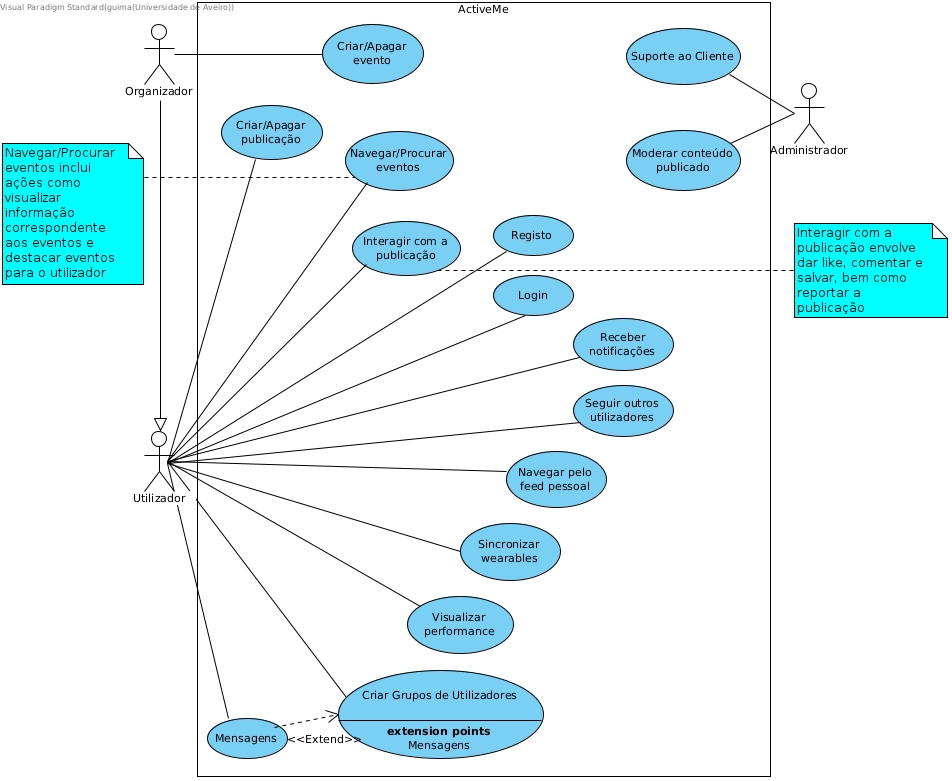 Visual Paradigm Standard(guima(Universidade de Aveiro))
ActiveMe
Organizador
Criar/Apagar
evento
Suporte ao Cliente
Administrador
Moderar conteúdo
publicado
Criar/Apagar
publicação
Navegar/Procurar
eventos
Navegar/Procurar
eventos inclui
ações como
visualizar
informação
correspondente
aos eventos e
destacar eventos
para o utilizador
Interagir com a
publicação
Registo
Interagir com a
publicação envolve
dar like, comentar e
salvar, bem como
reportar a
publicação
Login
Receber
notificações
Seguir outros
utilizadores
Utilizador
Navegar pelo
feed pessoal
Sincronizar
wearables
Visualizar
performance
Criar Grupos de Utilizadores
extension points
Mensagens
Mensagens
<<Extend>>